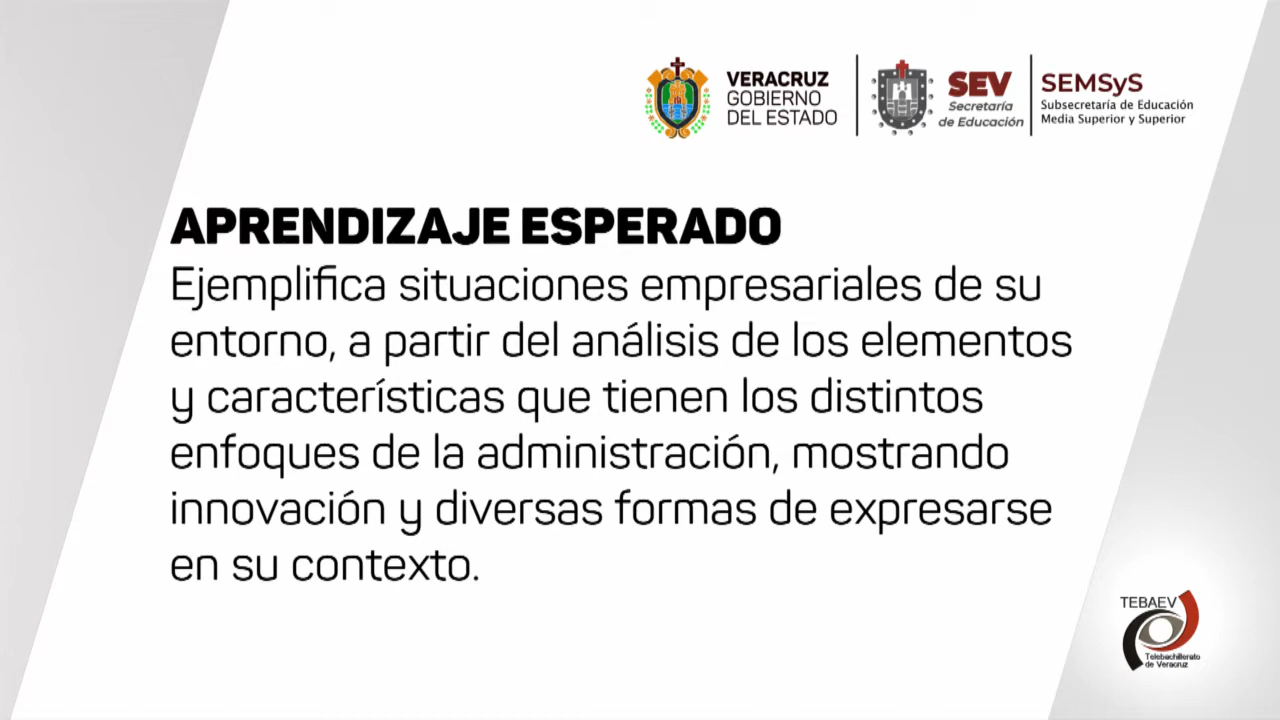 VERACRUZ
GOBIERNO
DEL ESTADO
SEV
Secretaría
de Educación
SEMSyS
Subsecretaría de Educación
Media Superior y Superior
APRENDIZAJE ESPERADO
Ejemplifica situaciones empresariales de su
entorno, a partir del análisis de los elementos
y características que tienen los distintos
enfoques de la administración, mostrando
innovación y diversas formas de expresarse
en su contexto.
TEBAEV
Telebachillerato
de Veracruz